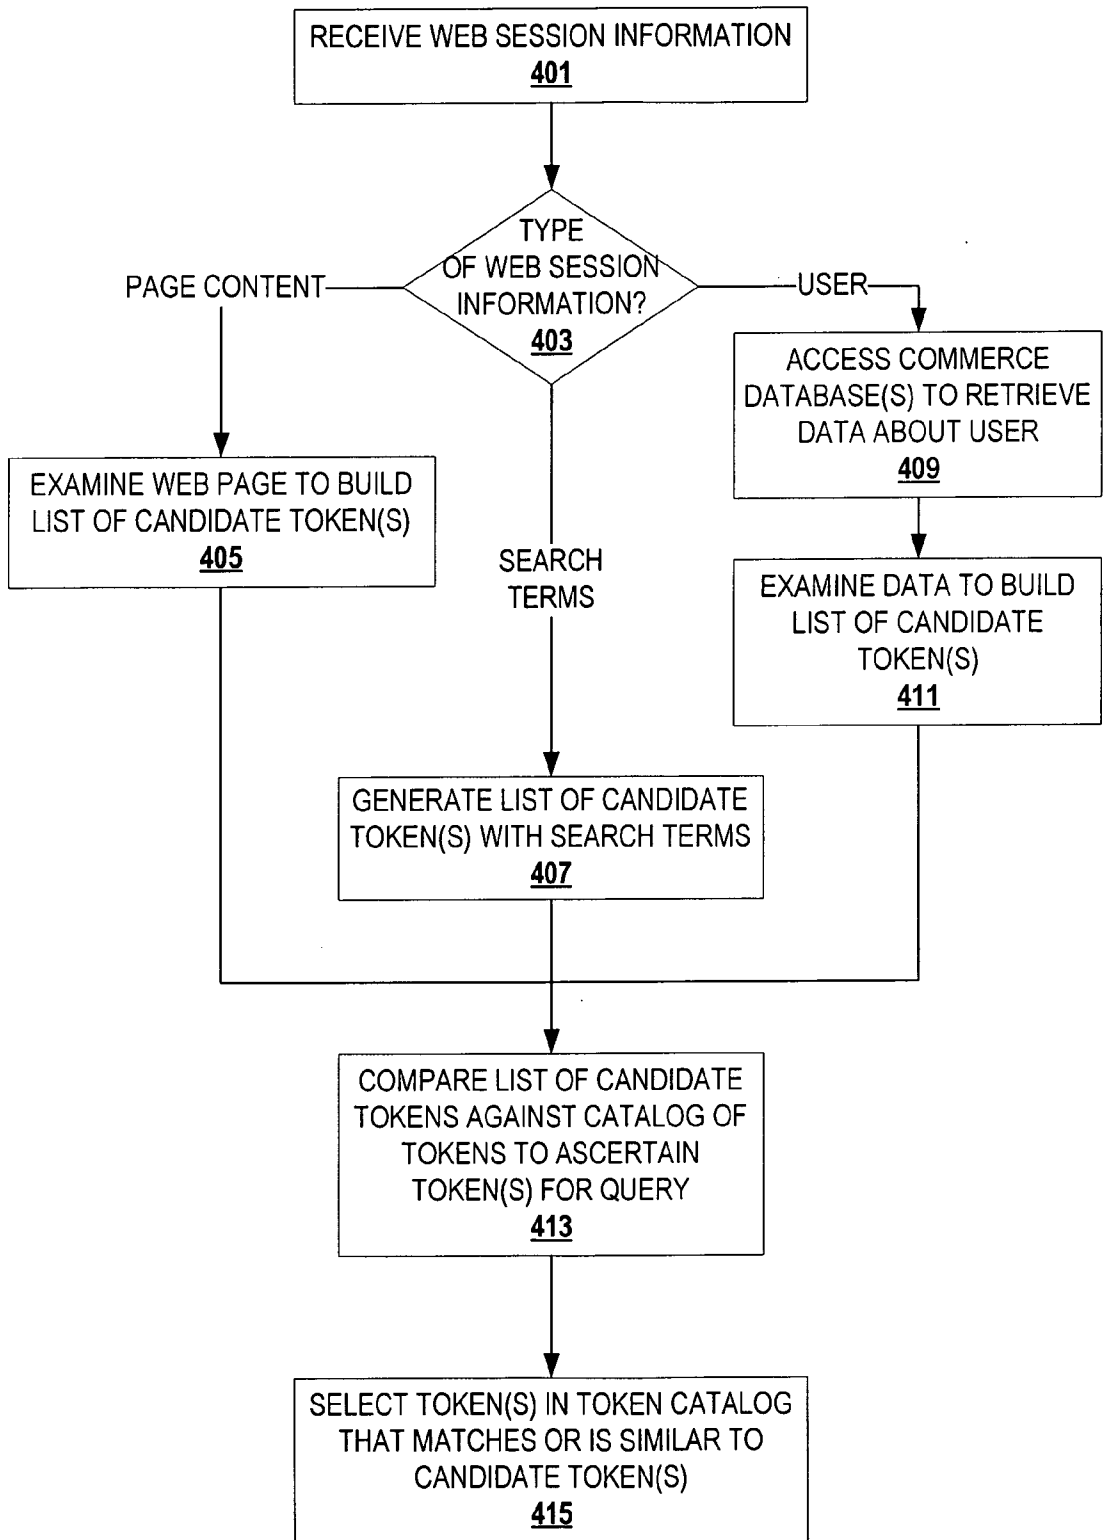 RECEIVE WEB SESSION INFORMATION
401
TYPE
OF WEB SESSION
INFORMATION?
403
PAGE CONTENT
USER
ACCESS COMMERCE
DATABASE(S) TO RETRIEVE
DATA ABOUT USER
409
EXAMINE WEB PAGE TO BUILD
LIST OF CANDIDATE TOKEN(S)
405
SEARCH
TERMS
EXAMINE DATA TO BUILD
LIST OF CANDIDATE
TOKEN(S)
411
GENERATE LIST OF CANDIDATE
TOKEN(S) WITH SEARCH TERMS
407
COMPARE LIST OF CANDIDATE
TOKENS AGAINST CATALOG OF
TOKENS TO ASCERTAIN
TOKEN(S) FOR QUERY
413
SELECT TOKEN(S) IN TOKEN CATALOG
THAT MATCHES OR IS SIMILAR TO
CANDIDATE TOKEN(S)
415